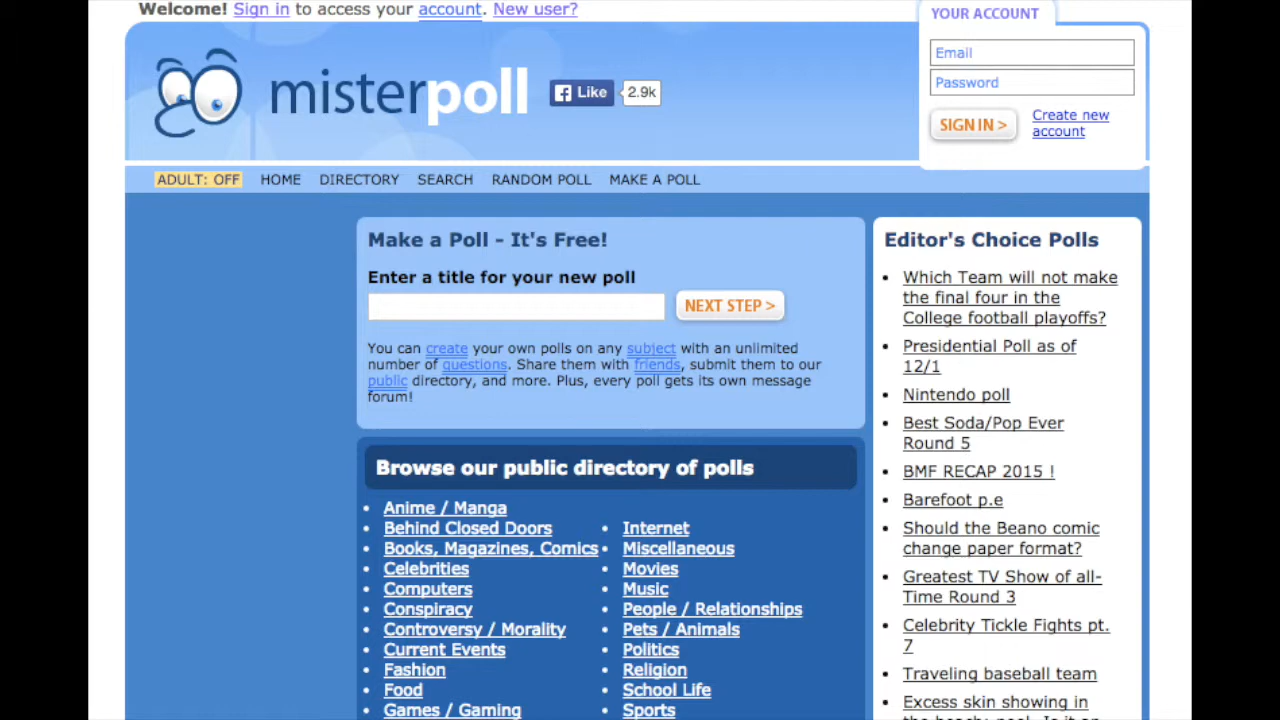 Welcome! Sign in to access your account. New user?
YOUR ACCOUNT
Email
Password
SIGN IN >
Create new
account
misterpoll
Like
2.9k
ADULT: OFF
HOME
DIRECTORY
SEARCH
RANDOM POLL
MAKE A POLL
Make a Poll - It's Free!
Enter a title for your new poll
NEXT STEP >
You can create your own polls on any subject with an unlimited
number of questions. Share them with friends, submit them to our
public directory, and more. Plus, every poll gets its own message
forum!
Browse our public directory of polls
Anime / Manga
Behind Closed Doors
Books, Magazines, Comics
Celebrities
Computers
Conspiracy
Controversy / Morality
Current Events
Fashion
Food
Games / Gaming
Internet
Miscellaneous
Movies
Music
People / Relationships
Pets / Animals
Politics
Religion
School Life
Sports
Editor's Choice Polls
Which Team will not make
the final four in the
College football playoffs?
Presidential Poll as of
12/1
Nintendo poll
Best Soda/Pop Ever
Round 5
BMF RECAP 2015 !
Barefoot p.e
Should the Beano comic
change paper format?
Greatest TV Show of all-
Time Round 3
Celebrity Tickle Fights pt.
7
Traveling baseball team
Excess skin showing in